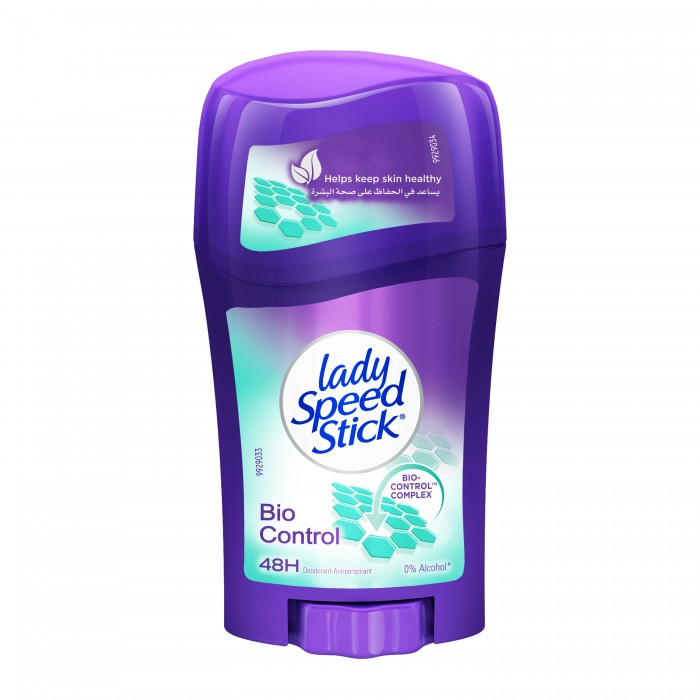 9929034
Helps keep skin healthy
يساعد في الحفاظ على صحة البشرة
lady
Speed
Stick®
9929033
BIO-
CONTROL™
COMPLEX
Bio
Control
48H Deodorant-Antiperspirant
0% Alcohol*